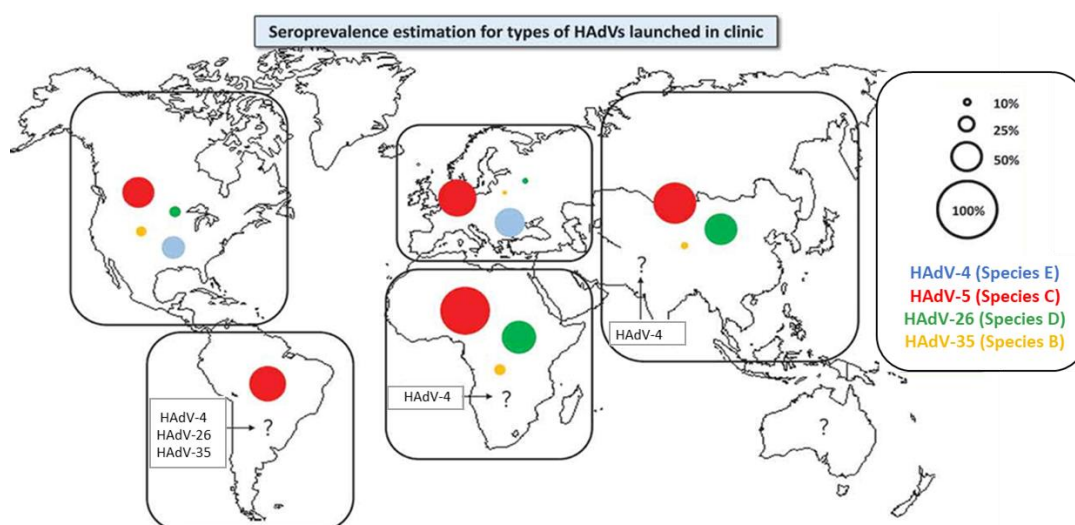 Seroprevalence estimation for types of HAdVs launched in clinic
10%
25%
50%
100%
HAdV-4 (Species E)
HAdV-5 (Species C)
HAdV-26 (Species D)
HAdV-35 (Species B)
?
HAdV-4
HAdV-4
?
HAdV-4
HAdV-26
HAdV-35
?
?